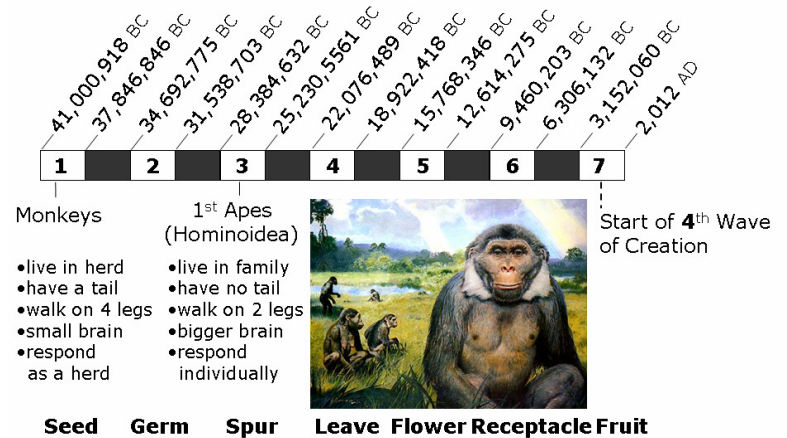 41,000,918 BC
37,846,846 BC
34,692,775 BC
31,538,703 BC
28,384,632 BC
25,230,5561 BC
22,076,489 BC
18,922,418 BC
15,768,346 BC
12,614,275 BC
9,460,203 BC
6,306,132 BC
3,152,060 BC
2,012 AD
1 2 3 4 5 6 7
Monkeys
•live in herd
•have a tail
•walk on 4 legs
•small brain
•respond
as a herd
1st Apes
(Hominoidea)
•live in family
•have no tail
•walk on 2 legs
•bigger brain
•respond
individually
Start of 4th Wave
of Creation
Seed Germ Spur Leave Flower Receptacle Fruit